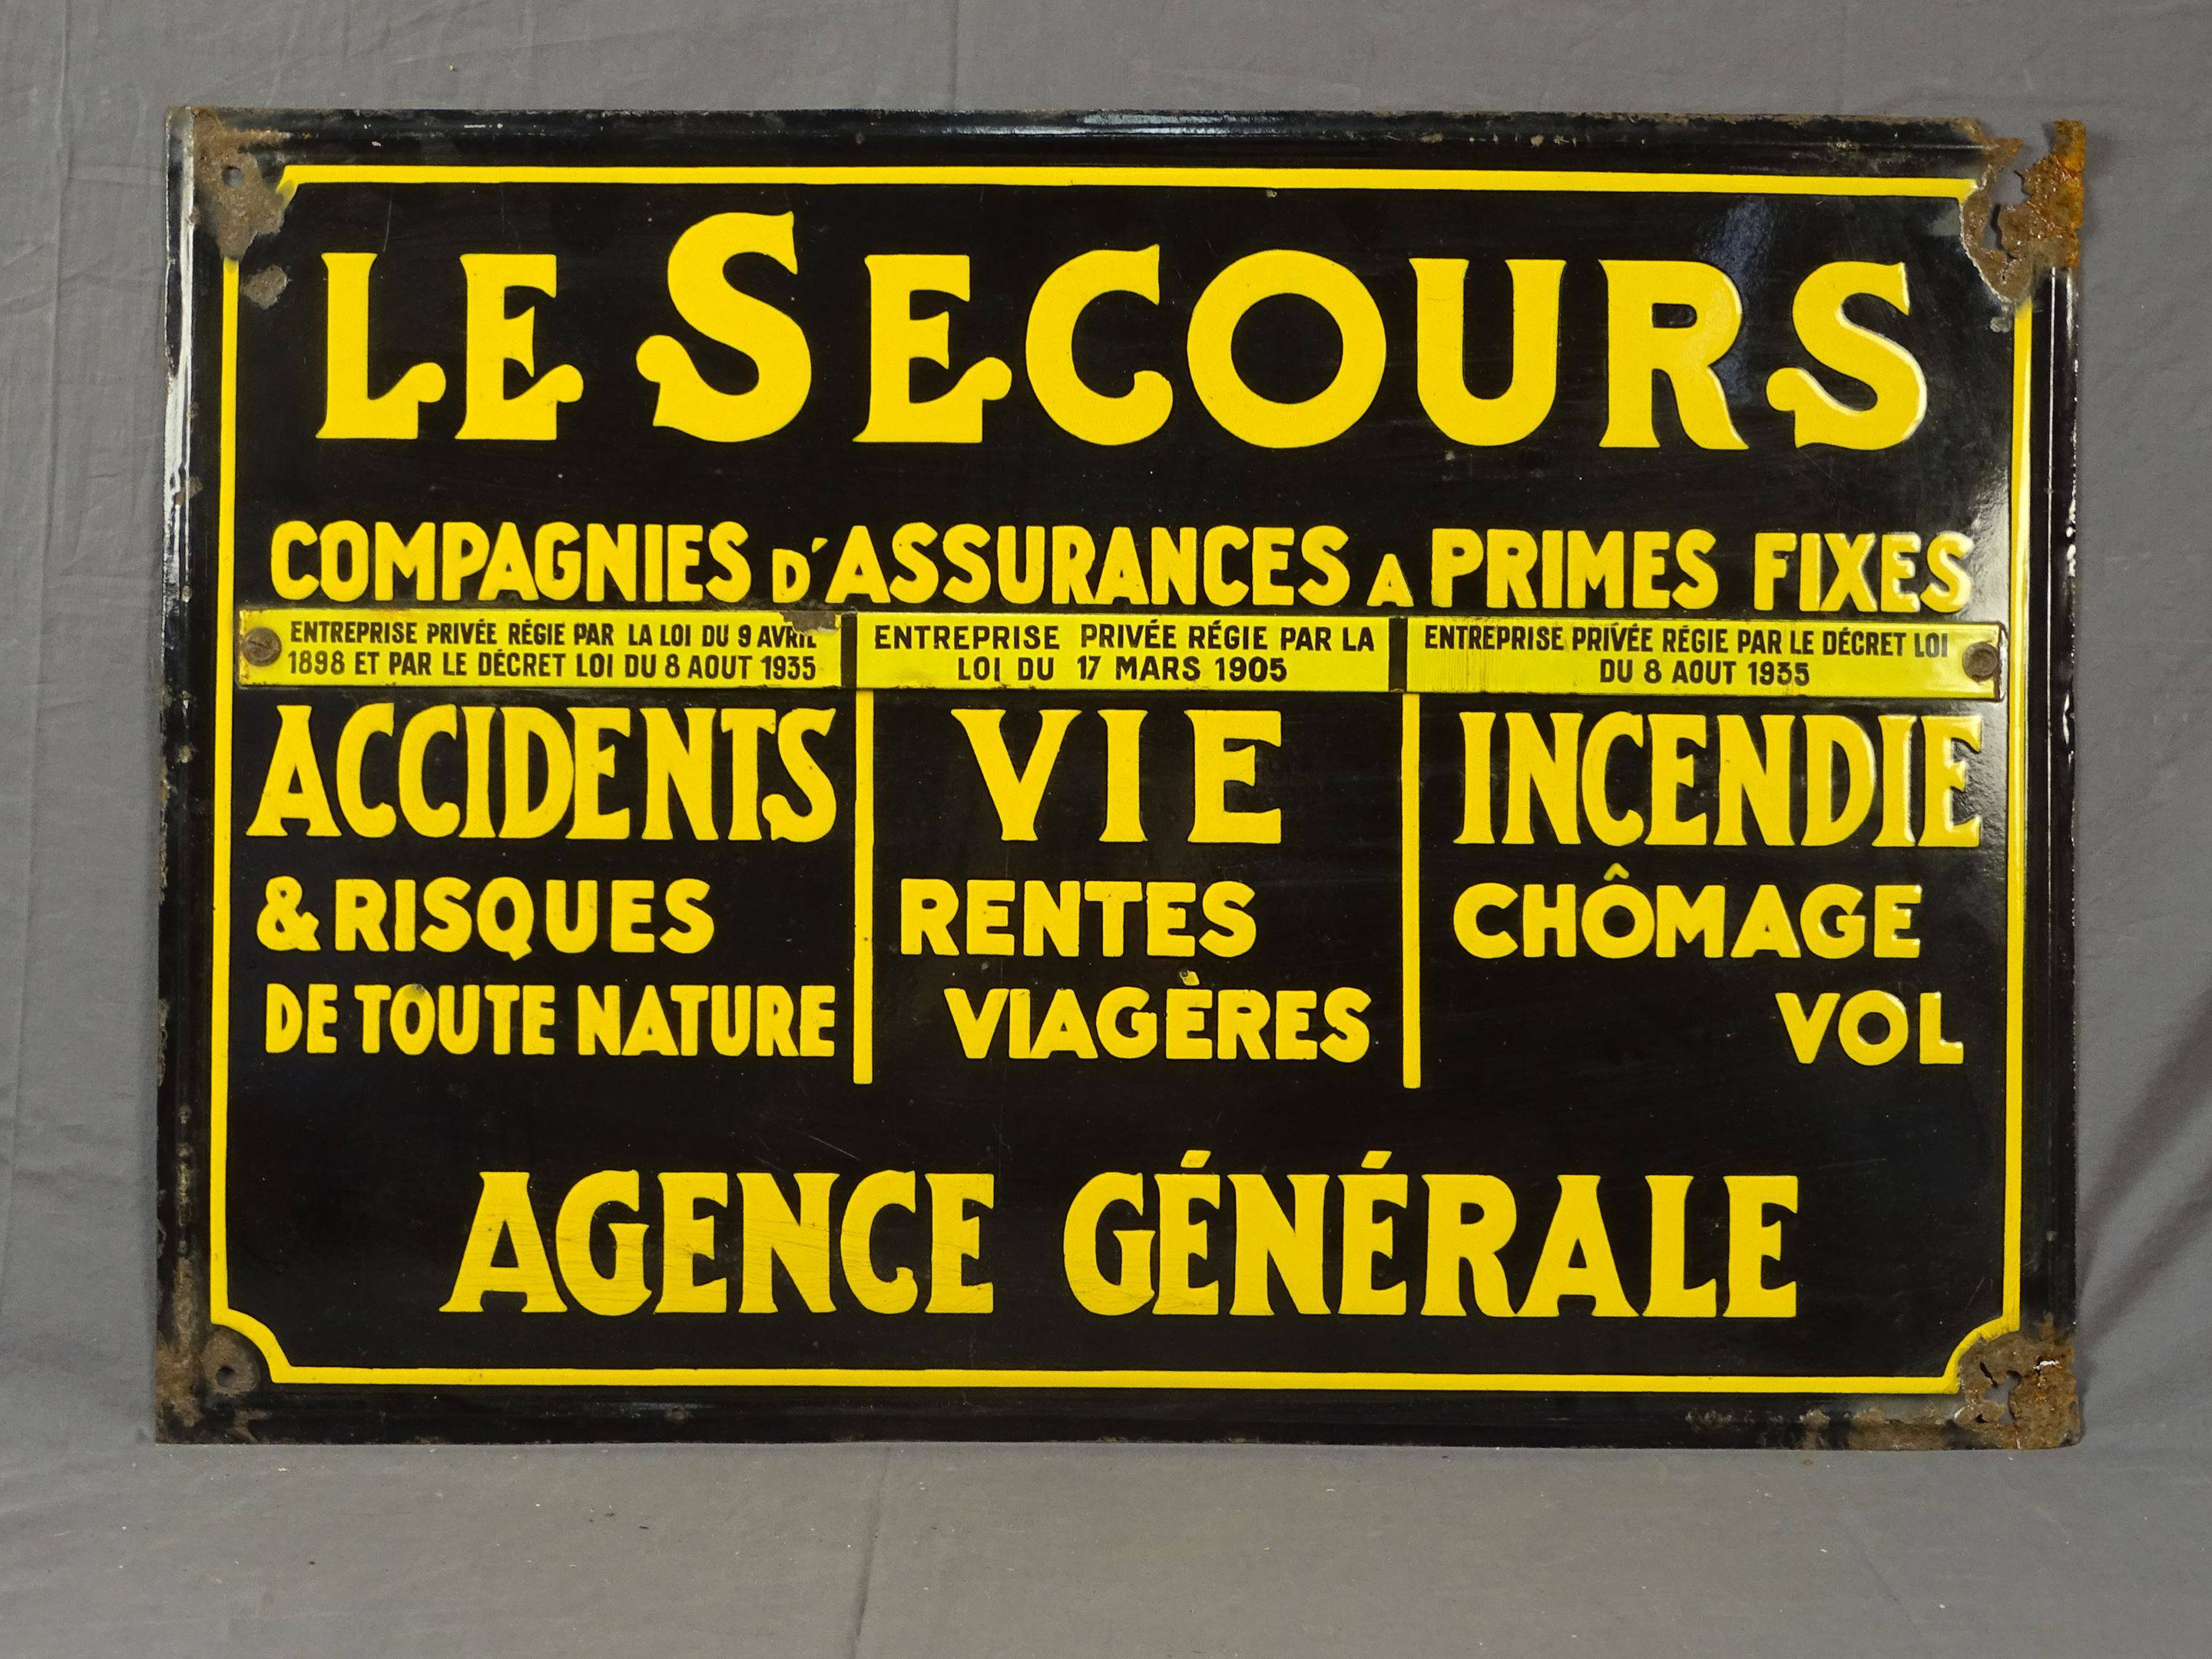 LE SECOURS
COMPAGNIES D'ASSURANCES A PRIMES FIXES
ENTREPRISE PRIVÉE RÉGIE PAR LA LOI DU 9 AVRIL
1898 ET PAR LE DÉCRET LOI DU 8 AOUT 1935
ENTREPRISE PRIVÉE RÉGIE PAR LA
LOI DU 17 MARS 1905
ENTREPRISE PRIVÉE RÉGIE PAR LE DÉCRET LOI
DU 8 AOUT 1935
ACCIDENTS
& RISQUES
DE TOUTE NATURE
VIE
RENTES
VIAGÈRES
INCENDIE
CHÔMAGE
VOL
AGENCE GÉNÉRALE